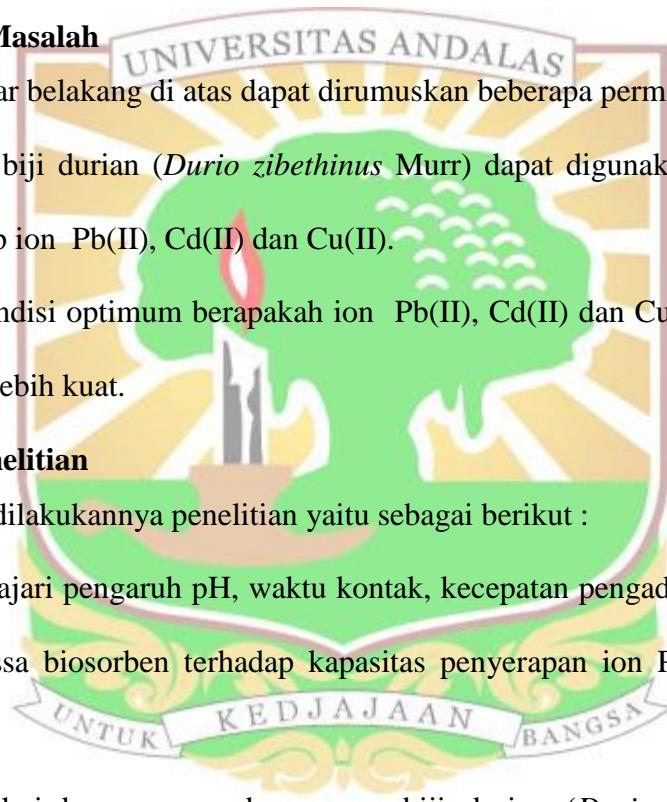 Masalah
UNIVERSITAS ANDALAS
ar belakang di atas dapat dirumuskan beberapa perm
biji durian (Durio zibethinus Murr) dapat digunak
ion Pb(II), Cd(II) dan Cu(II).
ndisi optimum berapakah ion Pb(II), Cd(II) dan Cu
ebih kuat.
nelitian
dilakukannya penelitian yaitu sebagai berikut :
ajari pengaruh pH, waktu kontak, kecepatan pengad
ssa biosorben terhadap kapasitas penyerapan ion P
UNTUK KEDJAJAAN BANGSA